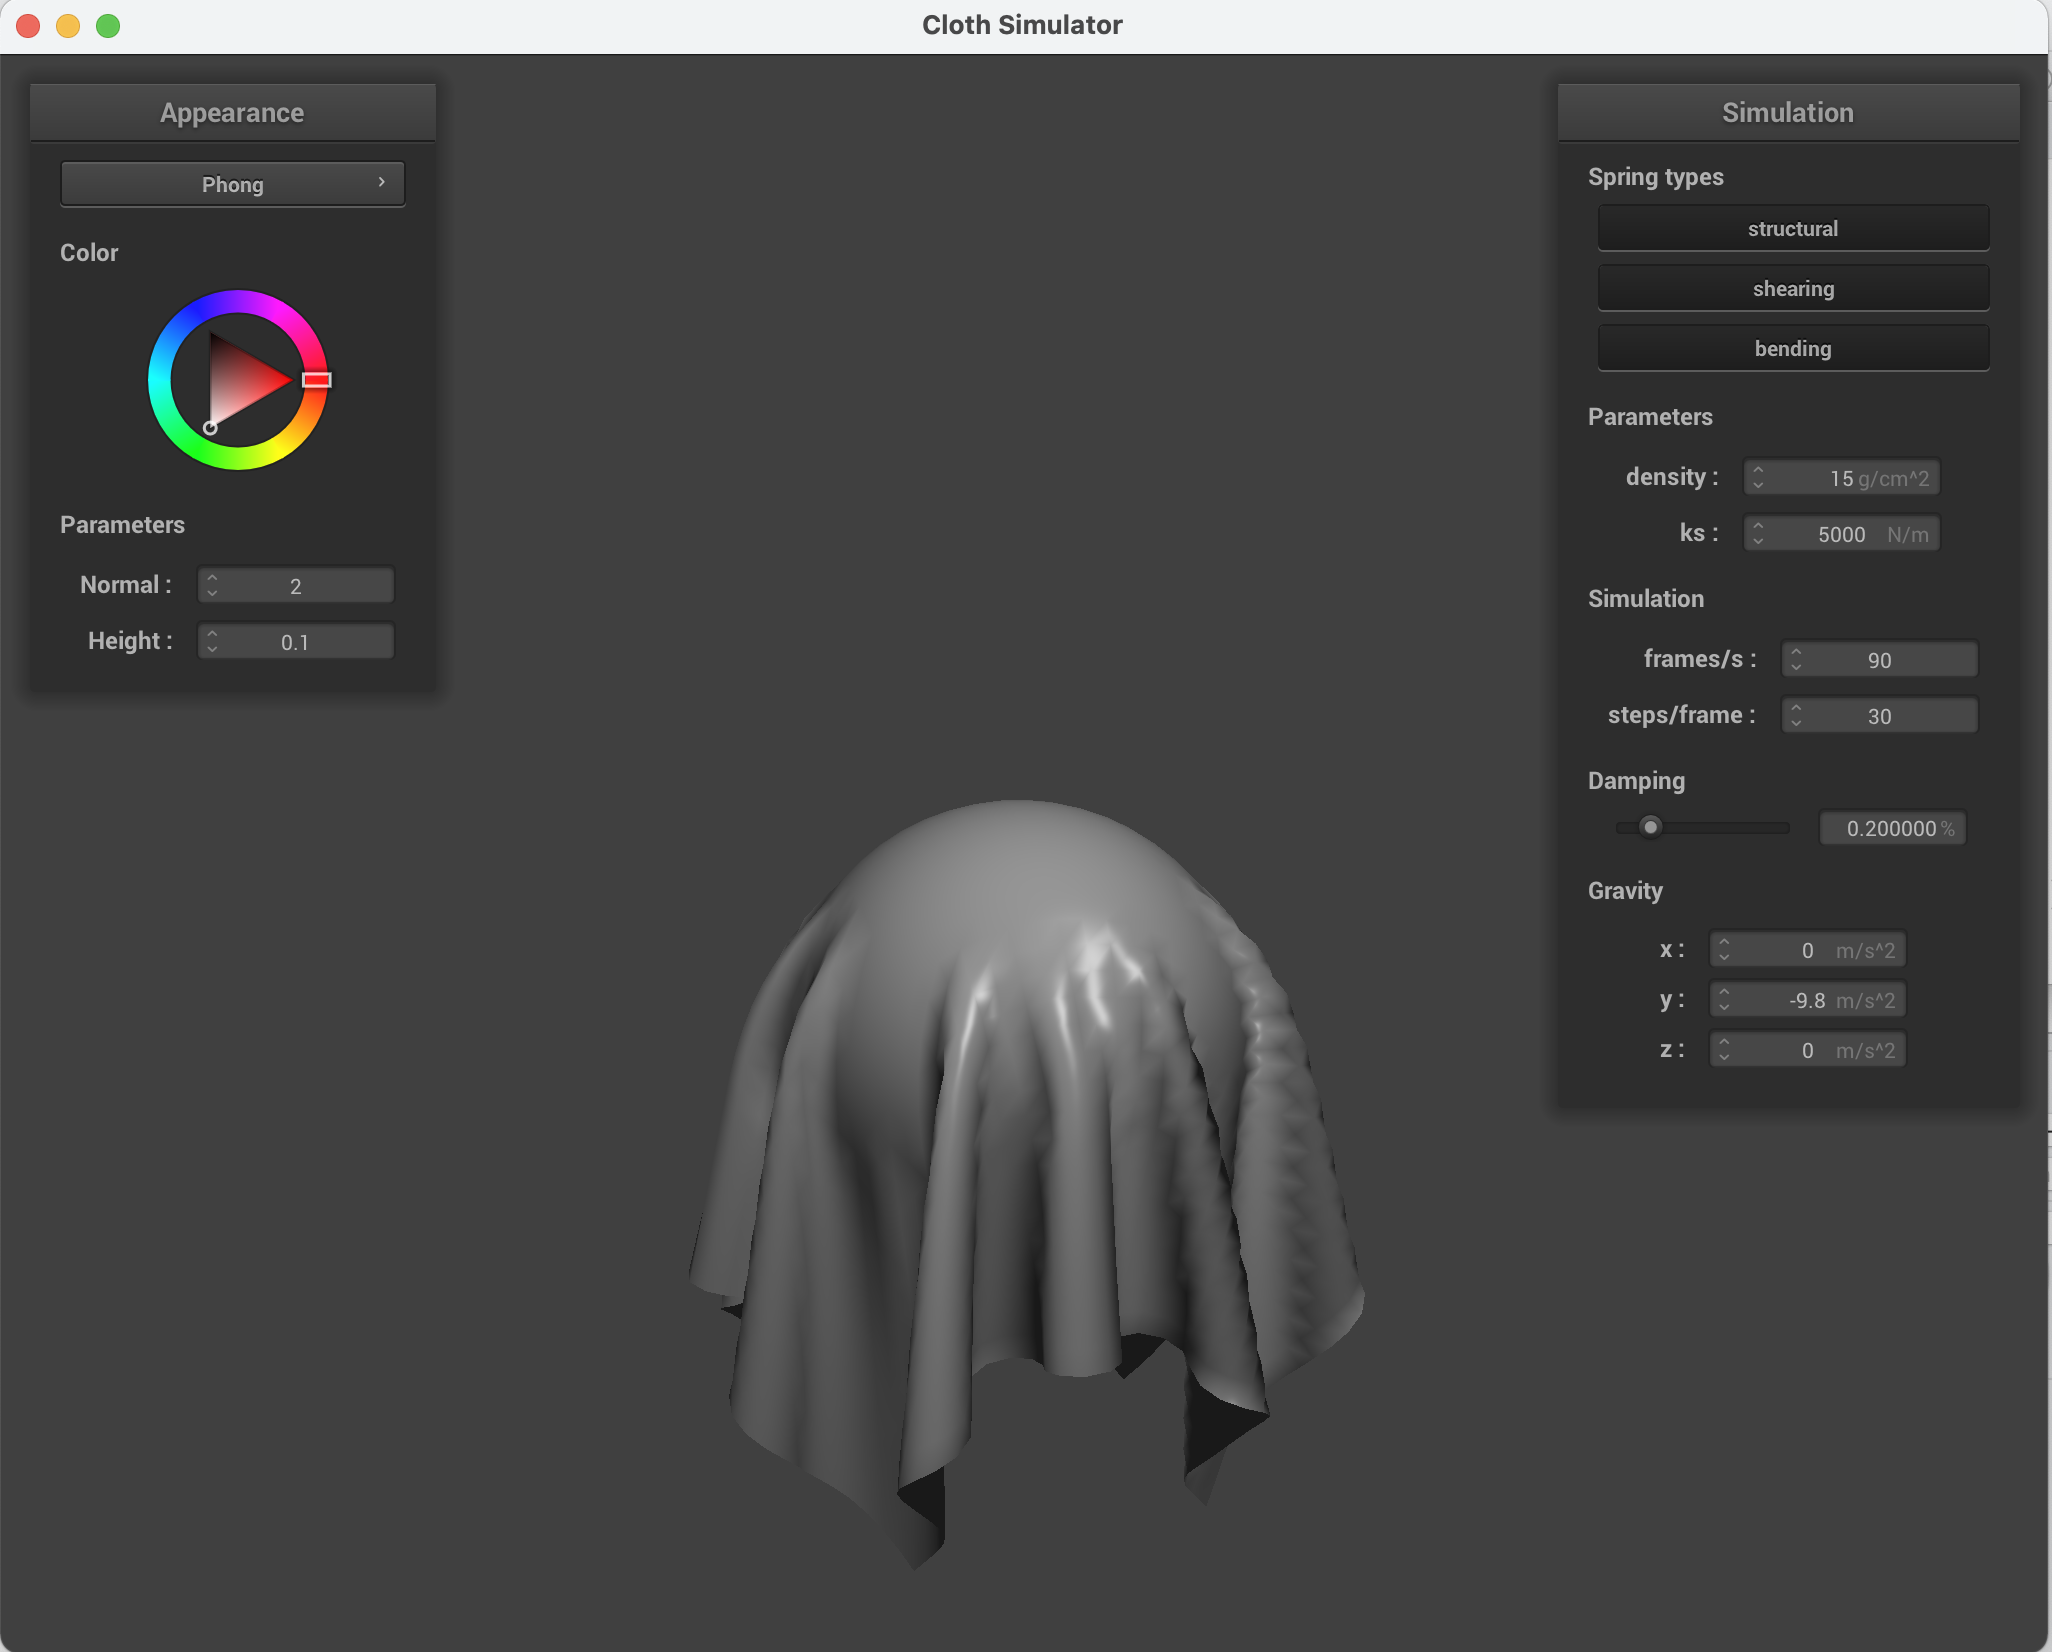 Cloth Simulator
Appearance
Phong
Color
Parameters
Normal : 2
Height : 0.1
Simulation
Spring types
structural
shearing
bending
Parameters
density : 15 g/cm^2
ks : 5000 N/m
Simulation
frames/s : 90
steps/frame : 30
Damping
0.200000 %
Gravity
x : 0 m/s^2
y : -9.8 m/s^2
z : 0 m/s^2